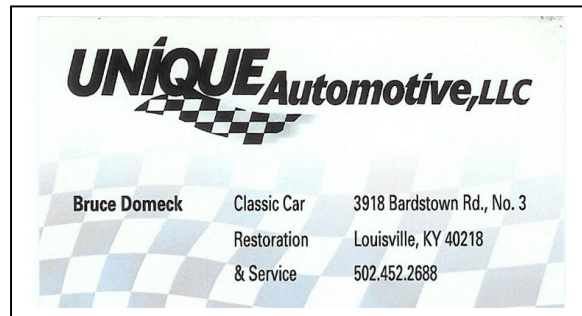 UNIQUE Automotive, LLC
Bruce Domeck Classic Car 3918 Bardstown Rd., No. 3
Restoration Louisville, KY 40218
& Service 502.452.2688